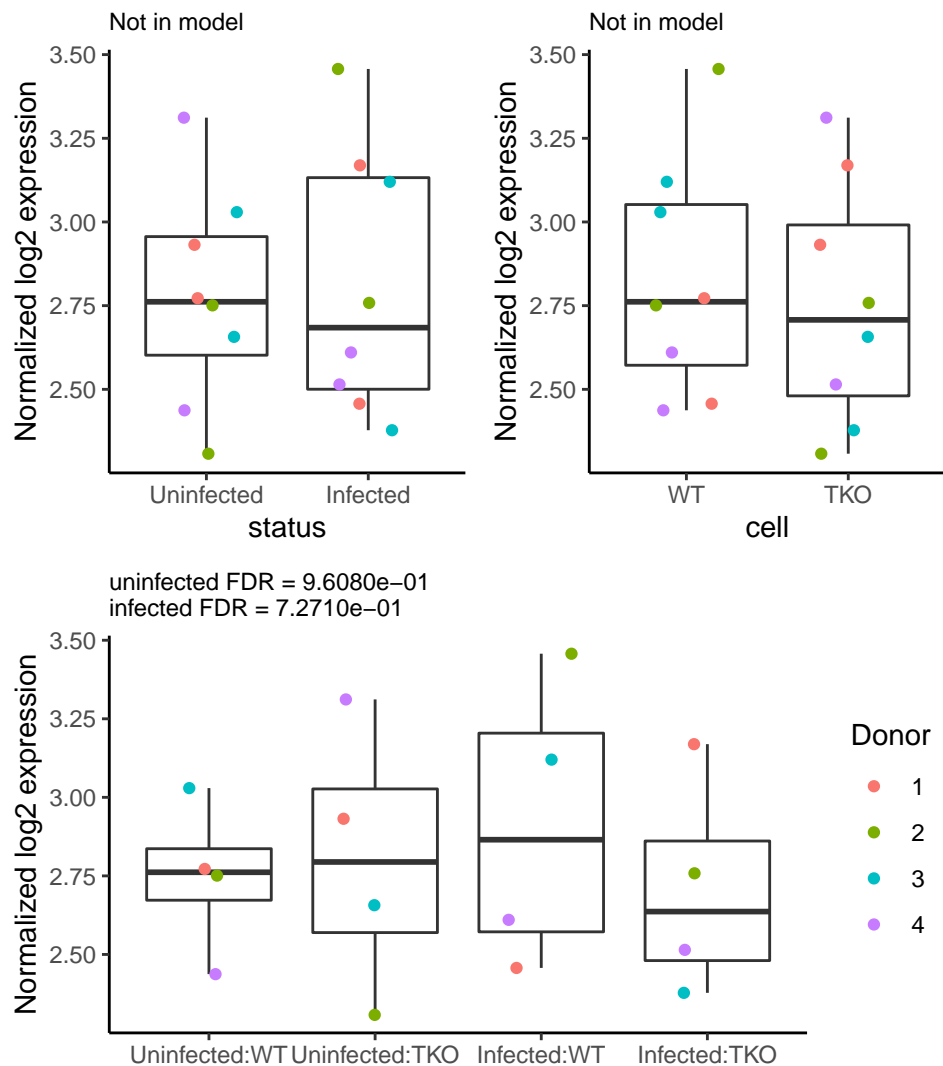 Not in model
Normalized log2 expression
3.50
3.25
3.00
2.75
2.50
Uninfected
Infected
status
Not in model
Normalized log2 expression
3.50
3.25
3.00
2.75
2.50
WT
TKO
cell
uninfected FDR = 9.6080e−01
infected FDR = 7.2710e−01
Normalized log2 expression
3.50
3.25
3.00
2.75
2.50
Uninfected:WT
Uninfected:TKO
Infected:WT
Infected:TKO
Donor
1
2
3
4